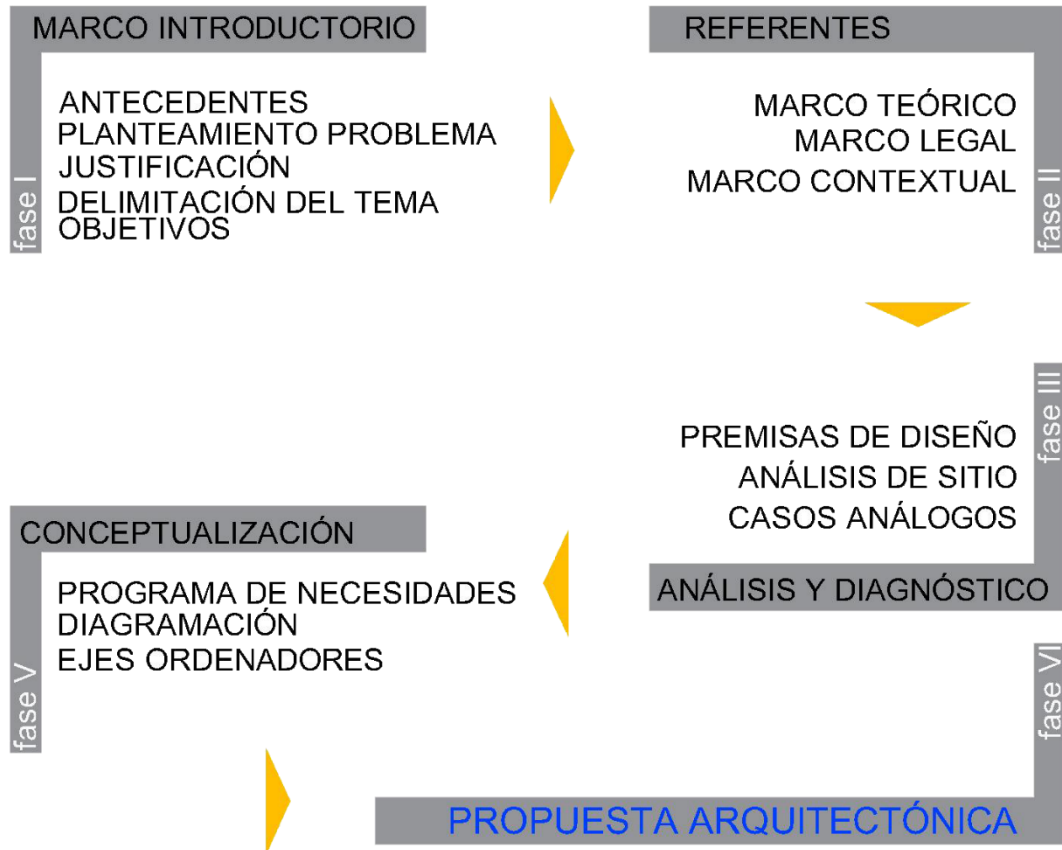 MARCO INTRODUCTORIO
ANTECEDENTES
PLANTEAMIENTO PROBLEMA
JUSTIFICACIÓN
DELIMITACIÓN DEL TEMA
OBJETIVOS
fase I
REFERENTES
MARCO TEÓRICO
MARCO LEGAL
MARCO CONTEXTUAL
fase II
fase III
PREMISAS DE DISEÑO
ANÁLISIS DE SITIO
CASOS ANÁLOGOS
ANÁLISIS Y DIAGNÓSTICO
CONCEPTUALIZACIÓN
PROGRAMA DE NECESIDADES
DIAGRAMACIÓN
EJES ORDENADORES
fase V
fase VI
PROPUESTA ARQUITECTÓNICA